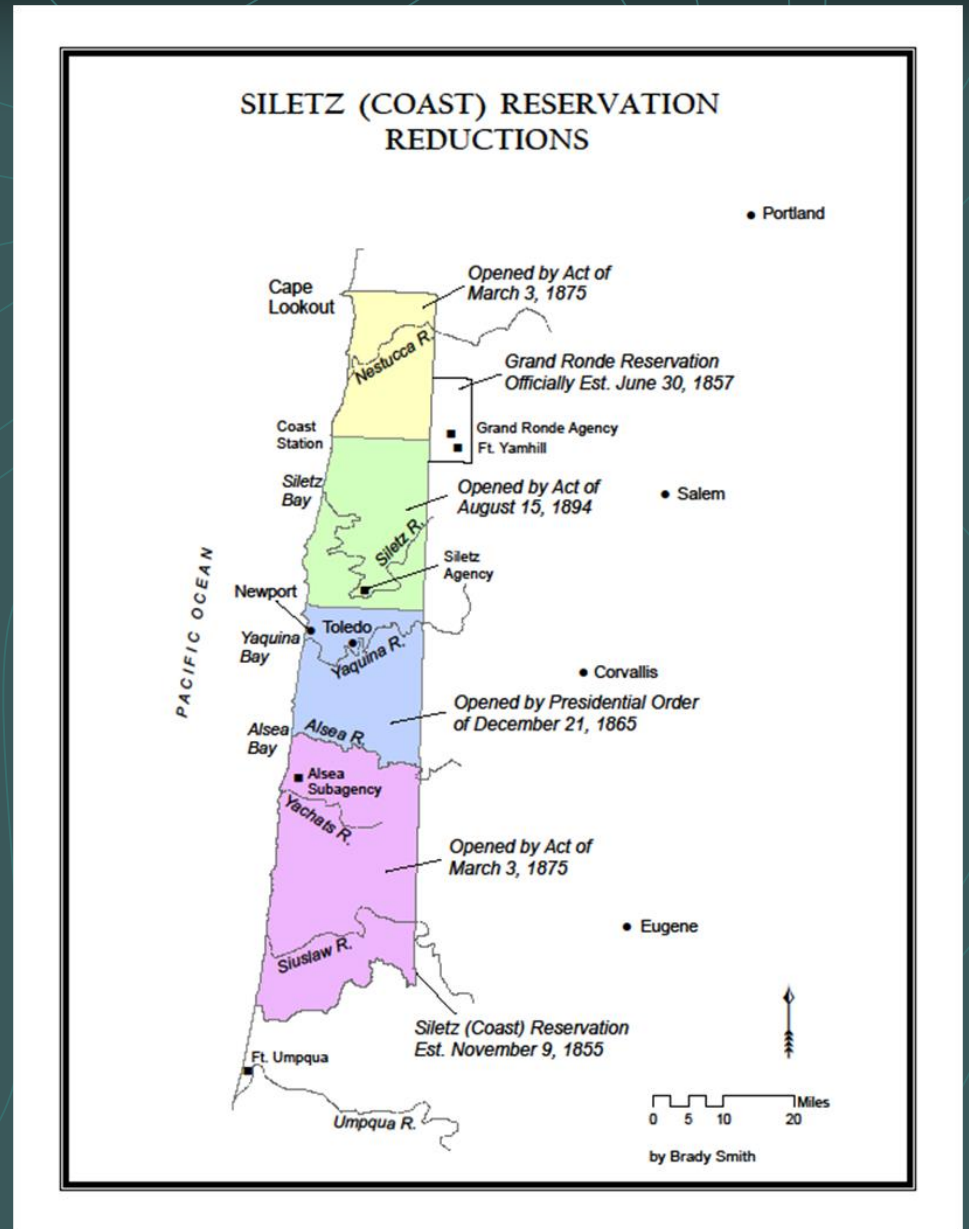 SILETZ (COAST) RESERVATION
REDUCTIONS
Portland
Cape
Lookout
Opened by Act of
March 3, 1875
Nestucca R.
Grand Ronde Reservation
Officially Est. June 30, 1857
Coast
Station
Grand Ronde Agency
Ft. Yamhill
Siletz
Bay
Opened by Act of
August 15, 1894
Salem
Siletz R.
Siletz
Agency
PACIFIC OCEAN
Newport
Toledo
Yaquina
Bay
Yaquina R.
Corvallis
Opened by Presidential Order
of December 21, 1865
Alsea
Bay
Alsea R.
Alsea
Subagency
Yachats R.
Opened by Act of
March 3, 1875
Eugene
Siuslaw R.
Siletz (Coast) Reservation
Est. November 9, 1855
Ft. Umpqua
Umpqua R.
Miles
0 5 10 20
by Brady Smith